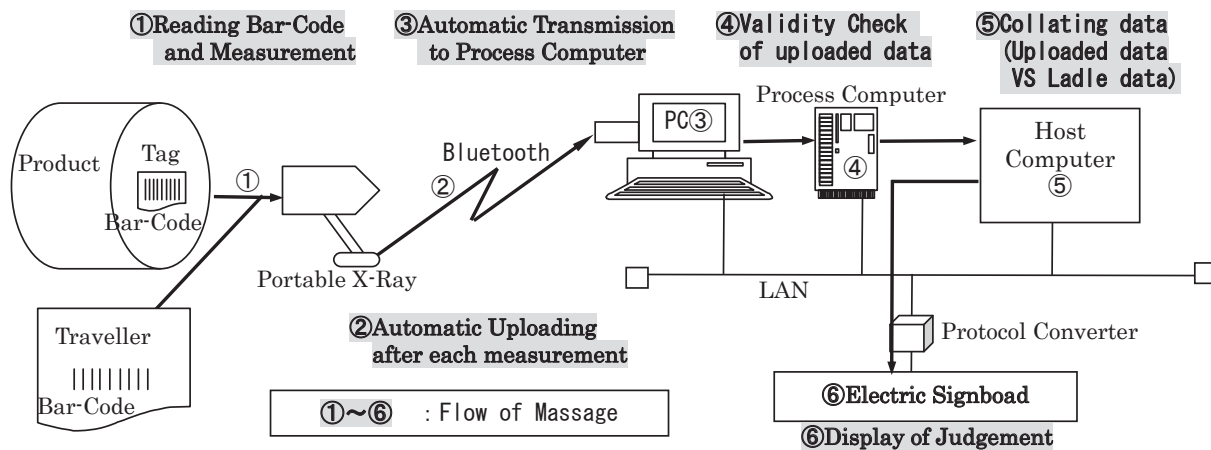 ①Reading Bar-Code
and Measurement
③Automatic Transmission
to Process Computer
④Validity Check
of uploaded data
⑤Collating data
(Uploaded data
VS Ladle data)
Product
Tag
Bar-Code
①
Portable X-Ray
②
Bluetooth
PC③
Process Computer
④
Host
Computer
⑤
LAN
Traveller
Bar-Code
②Automatic Uploading
after each measurement
Protocol Converter
①～⑥ : Flow of Massage
⑥Electric Signboad
⑥Display of Judgement